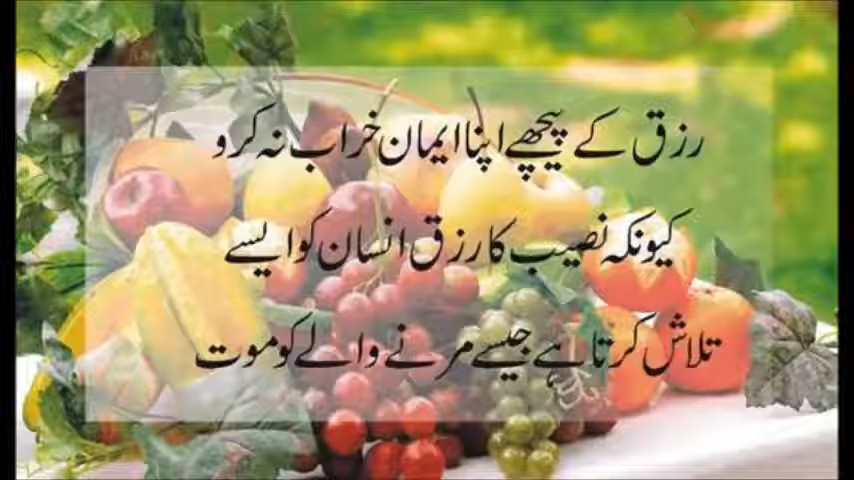 رزق کے پیچھے اپنا ایمان خراب نہ کرو
کیونکہ نصیب کا رزق انسان کو ایسے
تلاش کرتا ہے جیسے مرنے والے کو موت